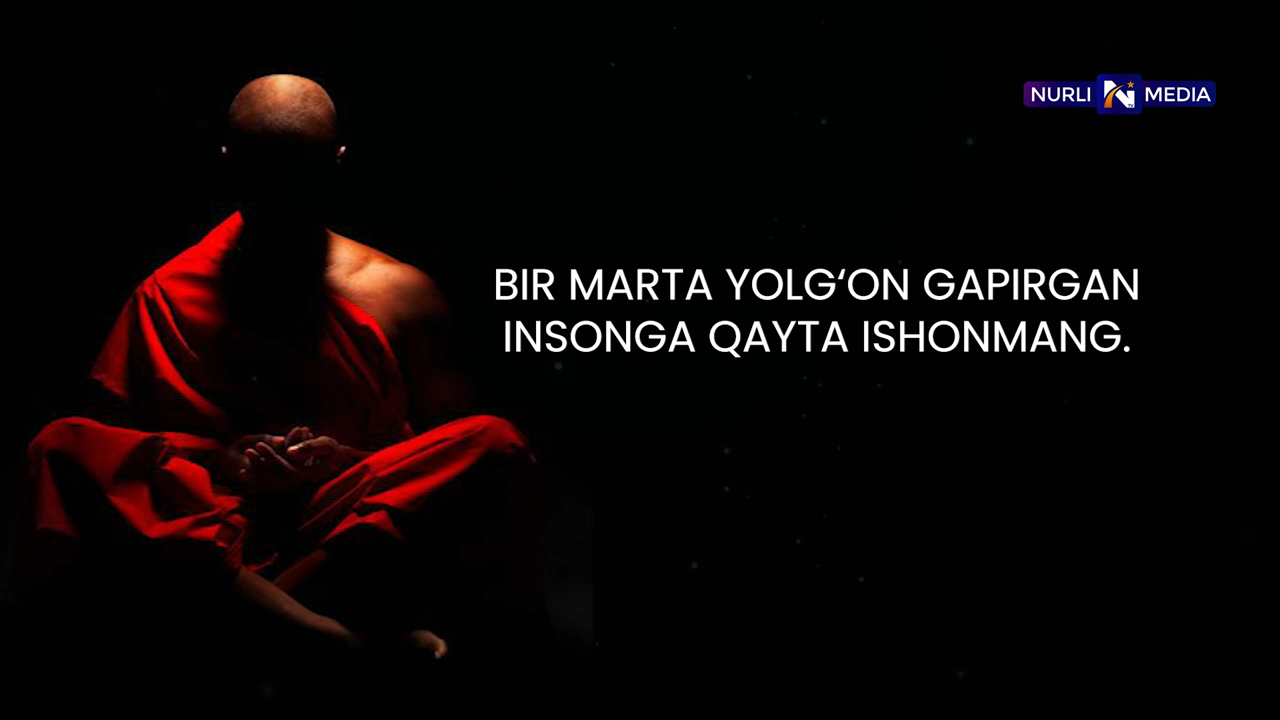 NURLI N MEDIA
BIR MARTA YOLG‘ON GAPIRGAN
INSONGA QAYTA ISHONMANG.